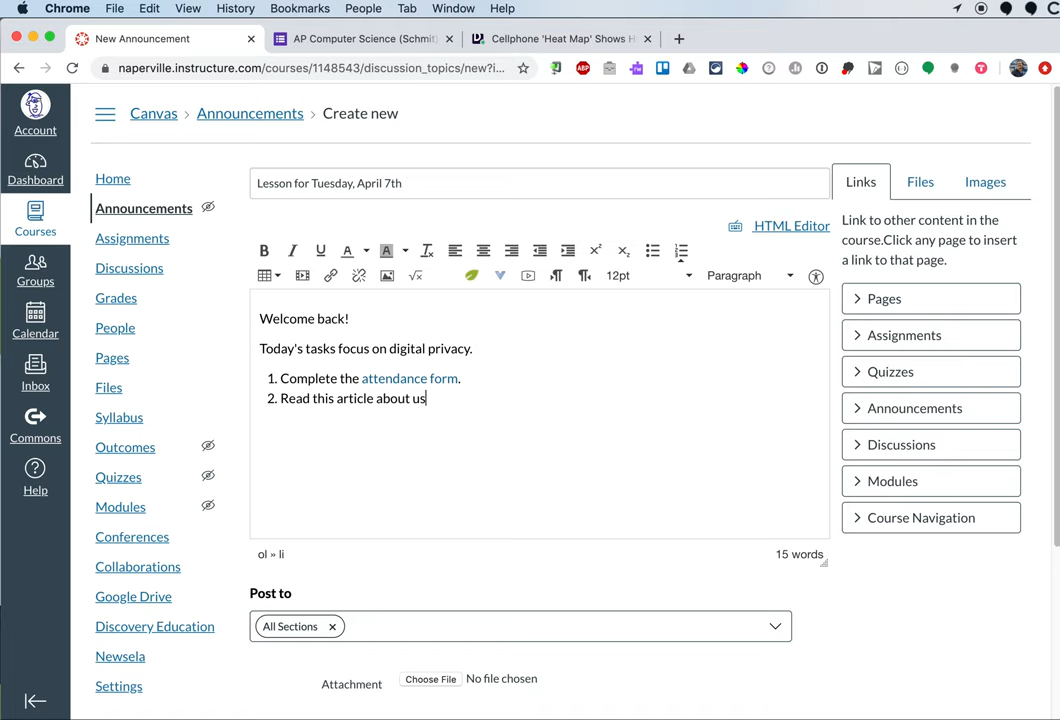 Chrome File Edit View History Bookmarks People Tab Window Help
New Announcement AP Computer Science (Schmit Cellphone 'Heat Map' Shows H
naperville.instructure.com/courses/1148543/discussion_topics/new?i...
Canvas > Announcements > Create new
Account
Dashboard
Courses
Groups
Calendar
Inbox
Commons
Help
Home
Announcements
Assignments
Discussions
Grades
People
Pages
Files
Syllabus
Outcomes
Quizzes
Modules
Conferences
Collaborations
Google Drive
Discovery Education
Newsela
Settings
Lesson for Tuesday, April 7th
HTML Editor
12pt Paragraph
Welcome back!
Today's tasks focus on digital privacy.
1. Complete the attendance form.
2. Read this article about us
ol » li 15 words
Post to
All Sections
Attachment Choose File No file chosen
Links Files Images
Link to other content in the
course.Click any page to insert
a link to that page.
Pages
Assignments
Quizzes
Announcements
Discussions
Modules
Course Navigation